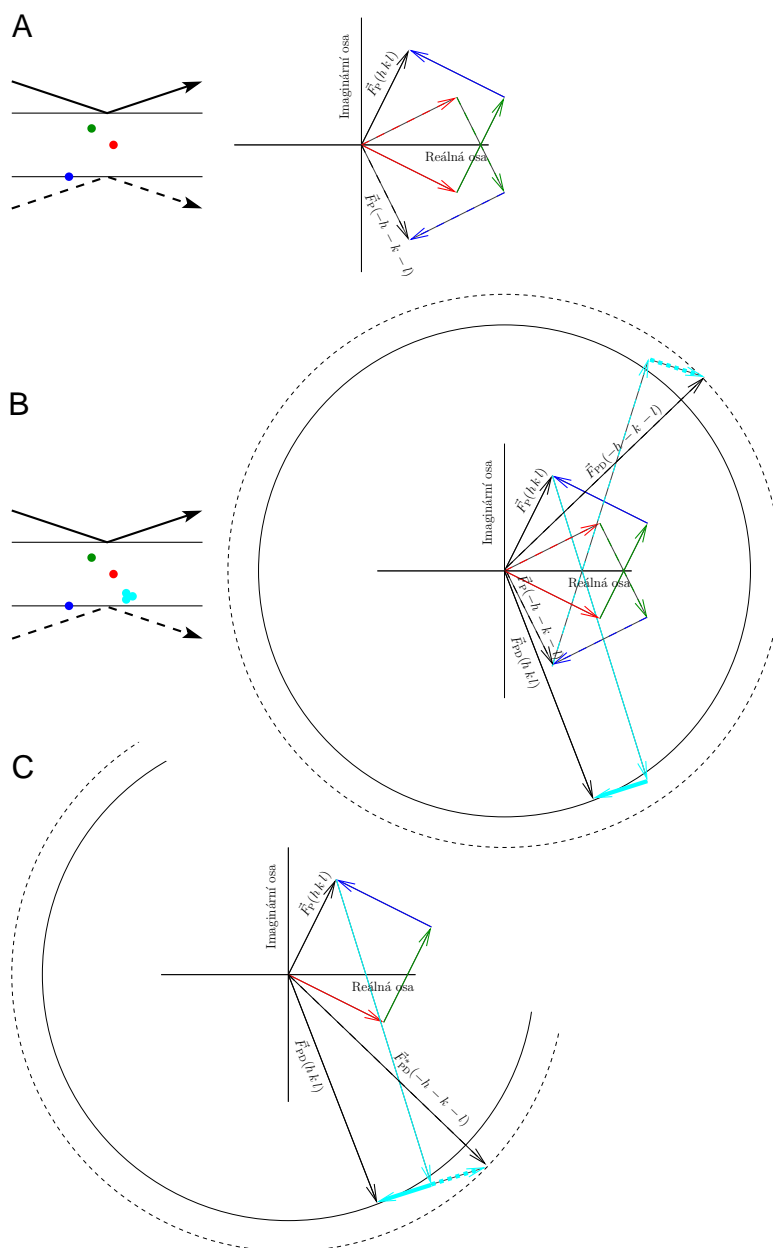 A
Imaginární osa
F⃗P(h k l)
Reálná osa
F⃗P(−h − k − l)
B
Imaginární osa
F⃗P(h k l)
F⃗PD(−h − k − l)
Reálná osa
F⃗P(−h − k − l)
F⃗PD(h k l)
C
Imaginární osa
F⃗P(h k l)
Reálná osa
F⃗PD(h k l)
F⃗*PD(−h − k − l)